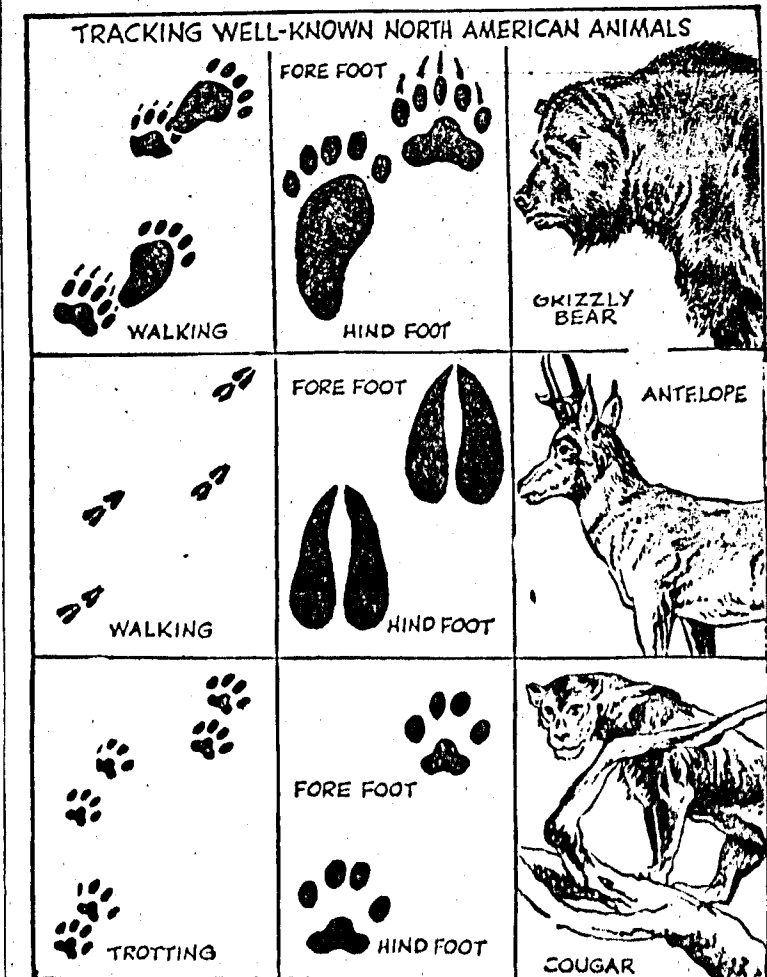 TRACKING WELL-KNOWN NORTH AMERICAN ANIMALS
FORE FOOT
WALKING
HIND FOOT
GRIZZLY
BEAR
FORE FOOT
ANTELOPE
WALKING
HIND FOOT
FORE FOOT
TROTTING
HIND FOOT
COUGAR